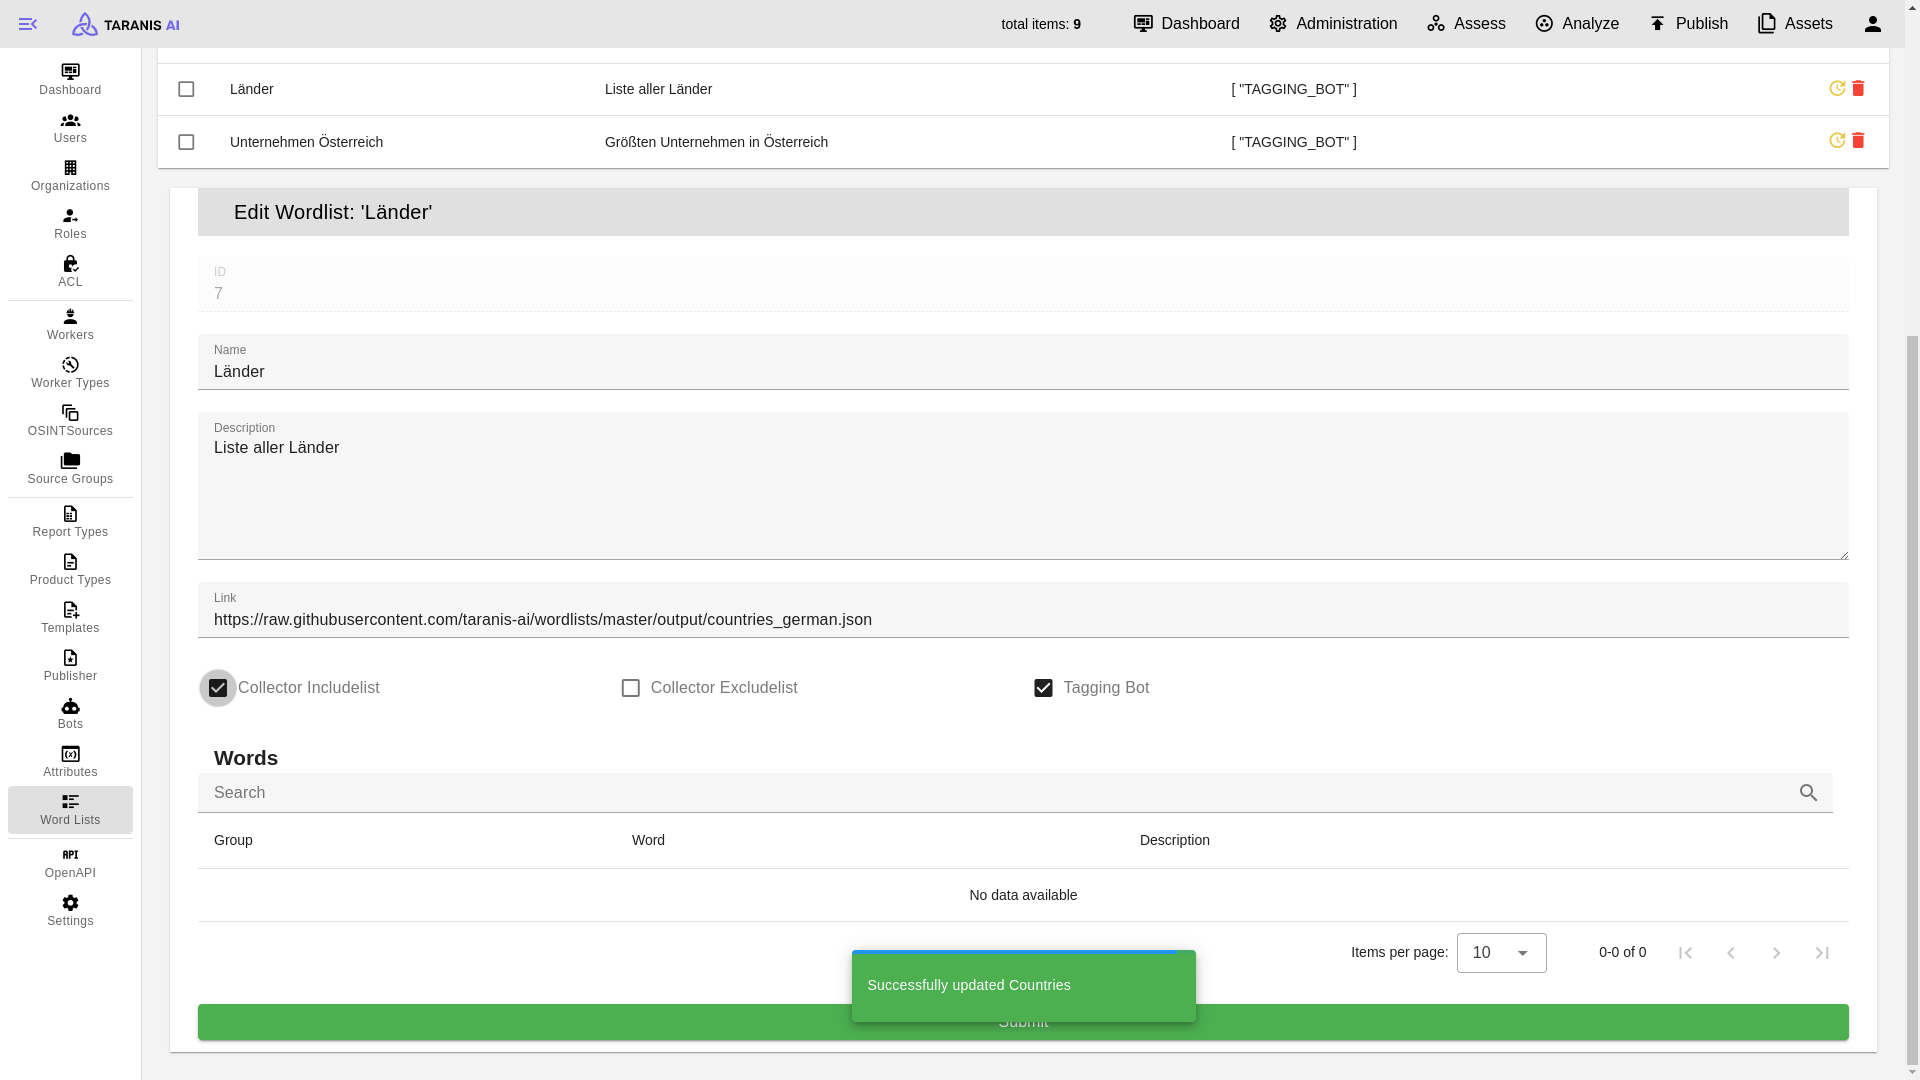 TARANIS AI
total items: 9
Dashboard
Administration
Assess
Analyze
Publish
Assets
Dashboard
Users
Organizations
Roles
ACL
Workers
Worker Types
OSINTSources
Source Groups
Report Types
Product Types
Templates
Publisher
Bots
Attributes
Word Lists
API
OpenAPI
Settings
Länder Liste aller Länder [ "TAGGING_BOT" ]
Unternehmen Österreich Größten Unternehmen in Österreich [ "TAGGING_BOT" ]
Edit Wordlist: 'Länder'
ID
7
Name
Länder
Description
Liste aller Länder
Link
https://raw.githubusercontent.com/taranis-ai/wordlists/master/output/countries_german.json
Collector Includelist Collector Excludelist Tagging Bot
Words
Search
Group Word Description
No data available
Items per page: 10 0-0 of 0
Successfully updated Countries
Submit